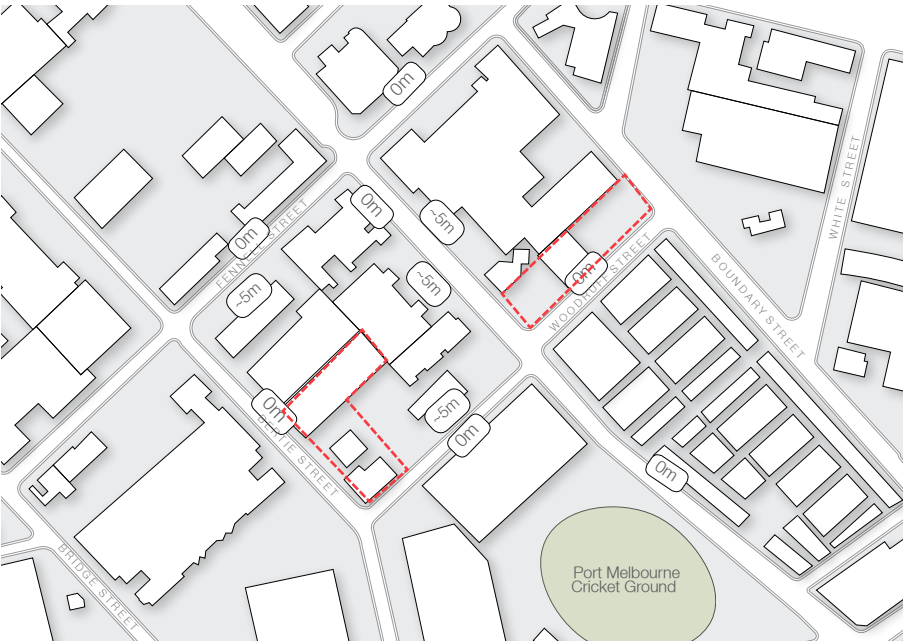 0m
WHITE STREET
0m
~5m
FENNELL STREET
0m
WOODRUFF STREET
0m
BOUNDARY STREET
~5m
~5m
BERTIE STREET
0m
~5m
0m
0m
BRIDGE STREET
Port Melbourne
Cricket Ground